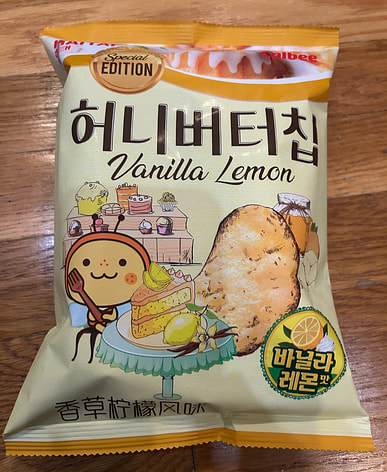 Calbee
Special
EDITION
허니버터칩
Vanilla Lemon
바닐라
레몬맛
香草柠檬风味